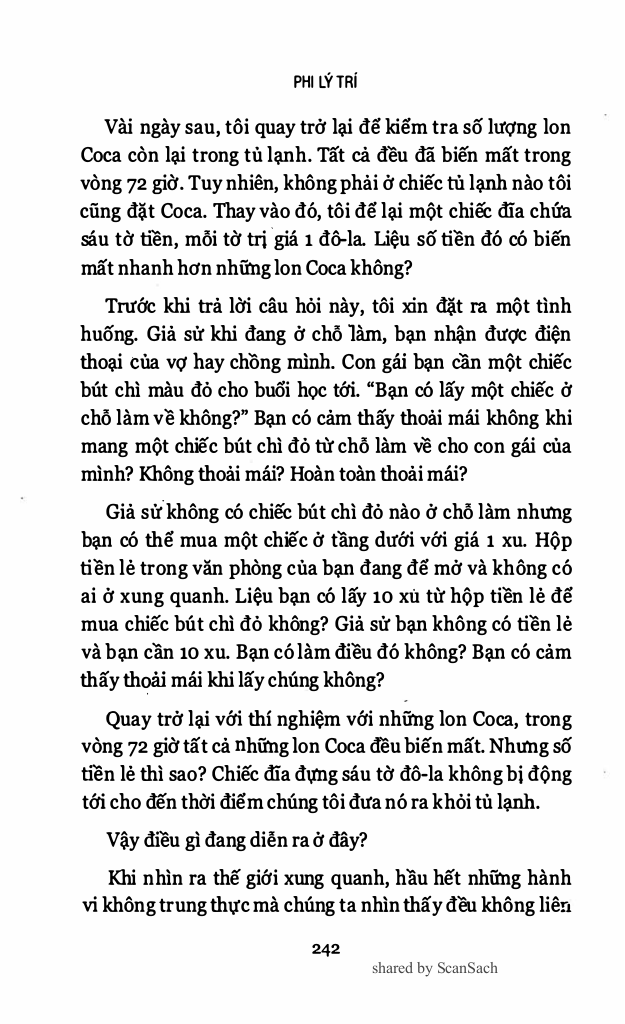 PHI LÝ TRÍ
Vài ngày sau, tôi quay trở lại để kiểm tra số lượng lon
Coca còn lại trong tủ lạnh. Tất cả đều đã biến mất trong
vòng 72 giờ. Tuy nhiên, không phải ở chiếc tủ lạnh nào tôi
cũng đặt Coca. Thay vào đó, tôi để lại một chiếc đĩa chứa
sáu tờ tiền, mỗi tờ trị giá 1 đô-la. Liệu số tiền đó có biến
mất nhanh hơn những lon Coca không?
Trước khi trả lời câu hỏi này, tôi xin đặt ra một tình
huống. Giả sử khi đang ở chỗ làm, bạn nhận được điện
thoại của vợ hay chồng mình. Con gái bạn cần một chiếc
bút chì màu đỏ cho buổi học tới. “Bạn có lấy một chiếc ở
chỗ làm về không?” Bạn có cảm thấy thoải mái không khi
mang một chiếc bút chì đỏ từ chỗ làm về cho con gái của
mình? Không thoải mái? Hoàn toàn thoải mái?
Giả sử không có chiếc bút chì đỏ nào ở chỗ làm nhưng
bạn có thể mua một chiếc ở tầng dưới với giá 1 xu. Hộp
tiền lẻ trong văn phòng của bạn đang để mở và không có
ai ở xung quanh. Liệu bạn có lấy 10 xu từ hộp tiền lẻ để
mua chiếc bút chì đỏ không? Giả sử bạn không có tiền lẻ
và bạn cần 10 xu. Bạn có làm điều đó không? Bạn có cảm
thấy thoải mái khi lấy chúng không?
Quay trở lại với thí nghiệm với những lon Coca, trong
vòng 72 giờ tất cả những lon Coca đều biến mất. Nhưng số
tiền lẻ thì sao? Chiếc đĩa đựng sáu tờ đô-la không bị động
tới cho đến thời điểm chúng tôi đưa nó ra khỏi tủ lạnh.
Vậy điều gì đang diễn ra ở đây?
Khi nhìn ra thế giới xung quanh, hầu hết những hành
vi không trung thực mà chúng ta nhìn thấy đều không liên
242
shared by ScanSach